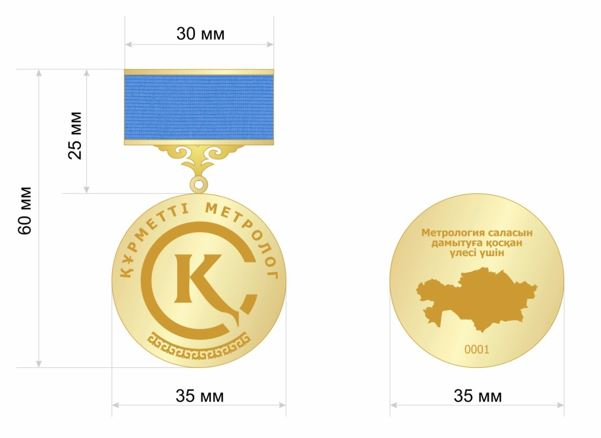 30 мм
25 мм
60 мм
ҚҰРМЕТТІ МЕТРОЛОГ
Қ
35 мм
Метрология саласын
дамытуға қосқан
үлесі үшін
0001
35 мм